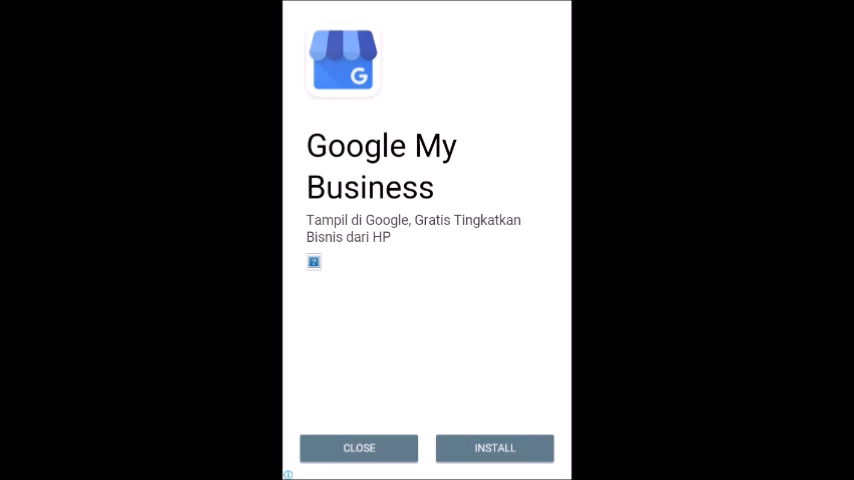 G
Google My
Business
Tampil di Google, Gratis Tingkatkan
Bisnis dari HP
CLOSE
INSTALL